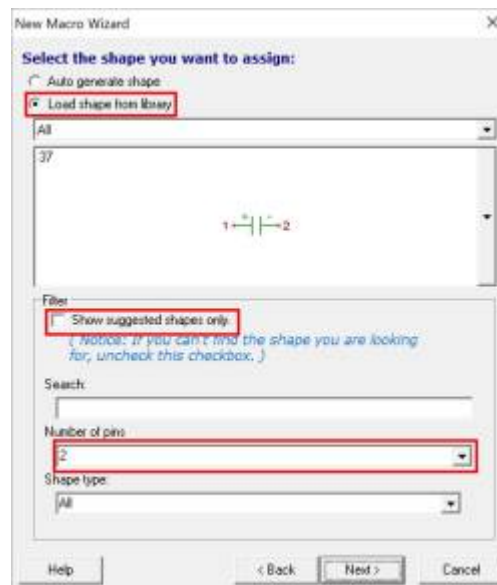 New Macro Wizard
Select the shape you want to assign:
Auto generate shape
Load shape from library
All
37
1 + - 2
Filter
Show suggested shapes only.
( Notice: If you can't find the shape you are looking
for, uncheck this checkbox. )
Search:
Number of pins
2
Shape type:
All
Help
< Back
Next >
Cancel